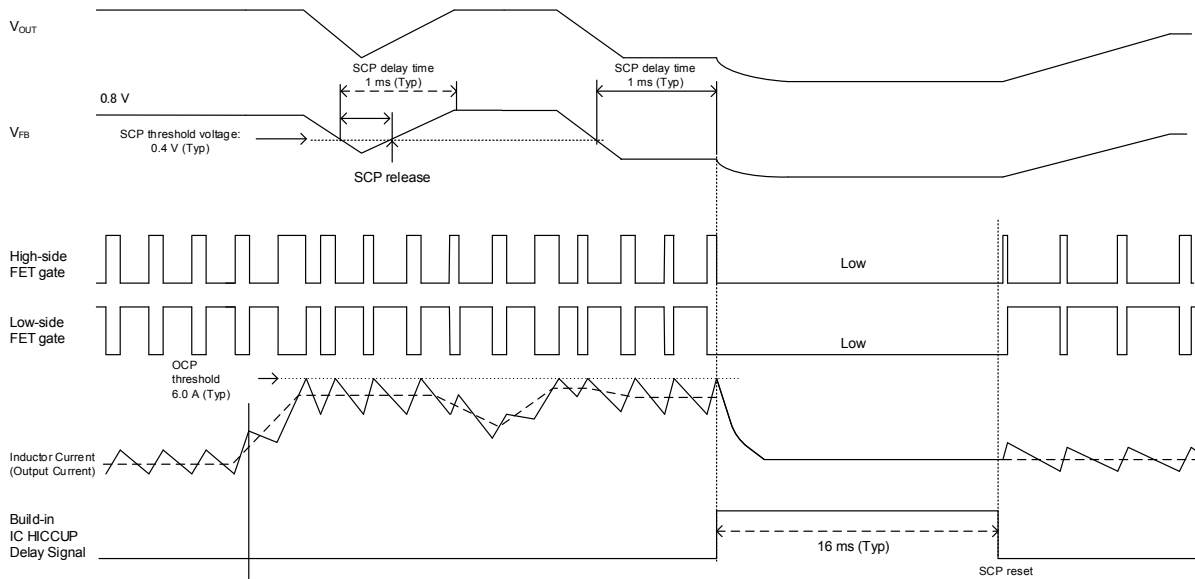 VOUT
SCP delay time
1 ms (Typ)
SCP delay time
1 ms (Typ)
0.8 V
VFB
SCP threshold voltage:
0.4 V (Typ)
SCP release
High-side
FET gate
Low
Low-side
FET gate
Low
OCP
threshold
6.0 A (Typ)
Inductor Current
(Output Current)
Build-in
IC HICCUP
Delay Signal
16 ms (Typ)
SCP reset